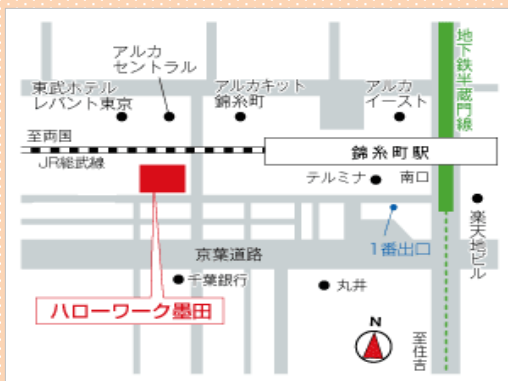 アルカ
セントラル
東武ホテル
レバント東京
アルカキット
錦糸町
アルカ
イースト
地下鉄半蔵門線
至両国
JR総武線
錦糸町駅
テルミナ
南口
楽天地ビル
1番出口
京葉道路
千葉銀行
丸井
ハローワーク墨田
N
至住吉